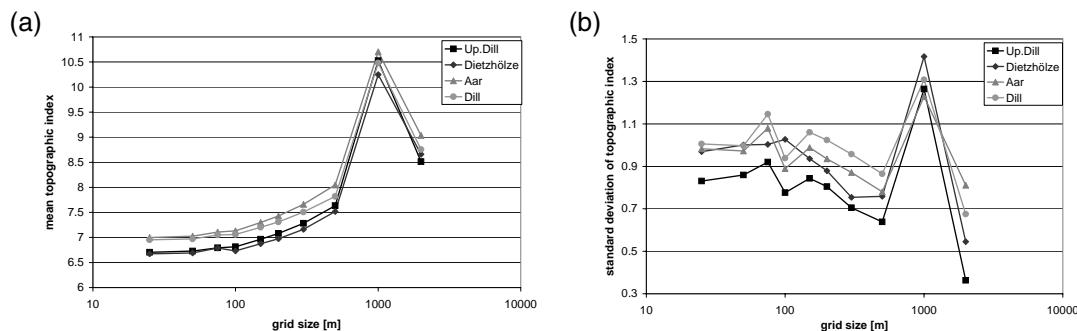 (a)
mean topographic index
11
10.5
10
9.5
9
8.5
8
7.5
7
6.5
6
10 100 1000 10000
grid size [m]
Up.Dill
Dietzhölze
Aar
Dill
(b)
standard deviation of topographic index
1.5
1.3
1.1
0.9
0.7
0.5
0.3
10 100 1000 10000
grid size [m]
Up.Dill
Dietzhölze
Aar
Dill